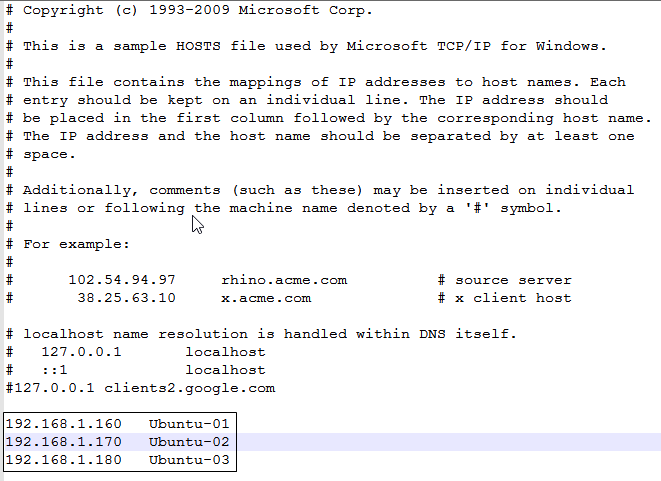 # Copyright (c) 1993-2009 Microsoft Corp.
#
# This is a sample HOSTS file used by Microsoft TCP/IP for Windows.
#
# This file contains the mappings of IP addresses to host names. Each
# entry should be kept on an individual line. The IP address should
# be placed in the first column followed by the corresponding host name.
# The IP address and the host name should be separated by at least one
# space.
#
# Additionally, comments (such as these) may be inserted on individual
# lines or following the machine name denoted by a '#' symbol.
#
# For example:
#
#      102.54.94.97     rhino.acme.com          # source server
#       38.25.63.10     x.acme.com              # x client host

# localhost name resolution is handled within DNS itself.
#   127.0.0.1       localhost
#   ::1             localhost
#127.0.0.1 clients2.google.com

192.168.1.160   Ubuntu-01
192.168.1.170   Ubuntu-02
192.168.1.180   Ubuntu-03